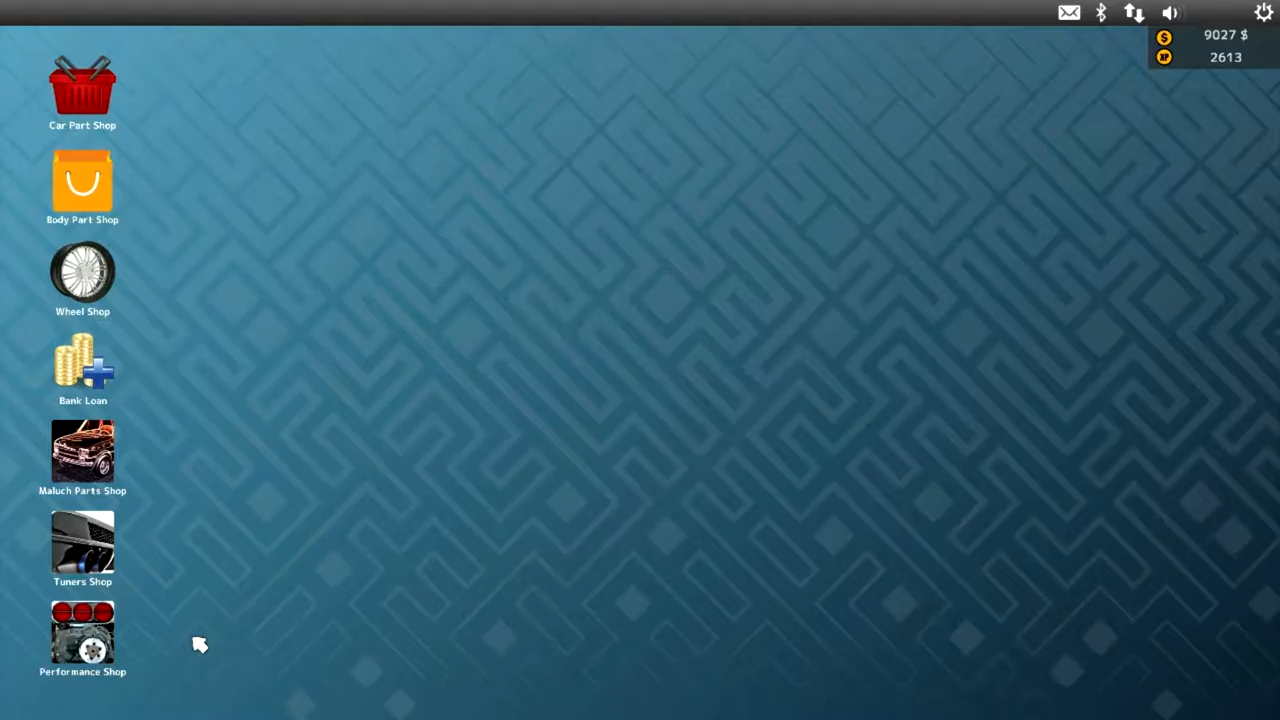 9027 $
XP 2613
Car Part Shop
Body Part Shop
Wheel Shop
Bank Loan
Maluch Parts Shop
Tuners Shop
Performance Shop